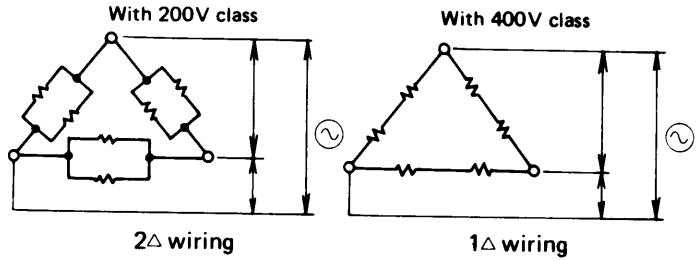 With 200V class
With 400V class
2△ wiring
1△ wiring